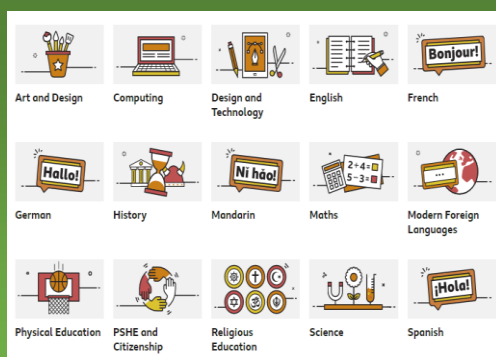 Bonjour!
Art and Design
Computing
Design and
Technology
English
French
Hallo!
Nǐ hǎo!
2+4=
5-3=
German
History
Mandarin
Maths
Modern Foreign
Languages
¡Hola!
Physical Education
PSHE and
Citizenship
Religious
Education
Science
Spanish